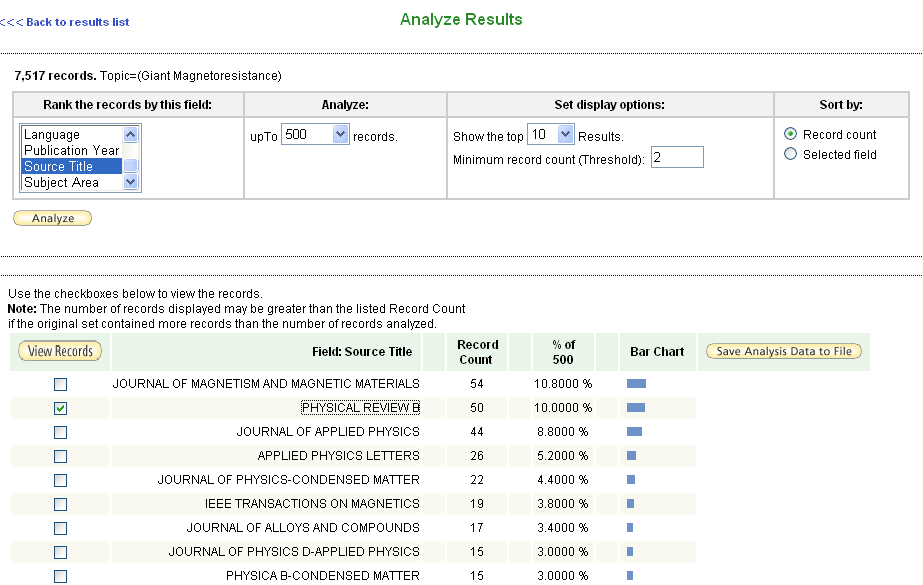 <<< Back to results list
Analyze Results
7,517 records. Topic=(Giant Magnetoresistance)
Rank the records by this field: Analyze: Set display options: Sort by:
Language
Publication Year
Source Title
Subject Area
upTo 500 records.
Show the top 10 Results.
Minimum record count (Threshold): 2
Record count
Selected field
Analyze
Use the checkboxes below to view the records.
Note: The number of records displayed may be greater than the listed Record Count
if the original set contained more records than the number of records analyzed.
View Records Field: Source Title Record Count % of 500 Bar Chart Save Analysis Data to File
JOURNAL OF MAGNETISM AND MAGNETIC MATERIALS 54 10.8000 %
PHYSICAL REVIEW B 50 10.0000 %
JOURNAL OF APPLIED PHYSICS 44 8.8000 %
APPLIED PHYSICS LETTERS 26 5.2000 %
JOURNAL OF PHYSICS-CONDENSED MATTER 22 4.4000 %
IEEE TRANSACTIONS ON MAGNETICS 19 3.8000 %
JOURNAL OF ALLOYS AND COMPOUNDS 17 3.4000 %
JOURNAL OF PHYSICS D-APPLIED PHYSICS 15 3.0000 %
PHYSICA B-CONDENSED MATTER 15 3.0000 %